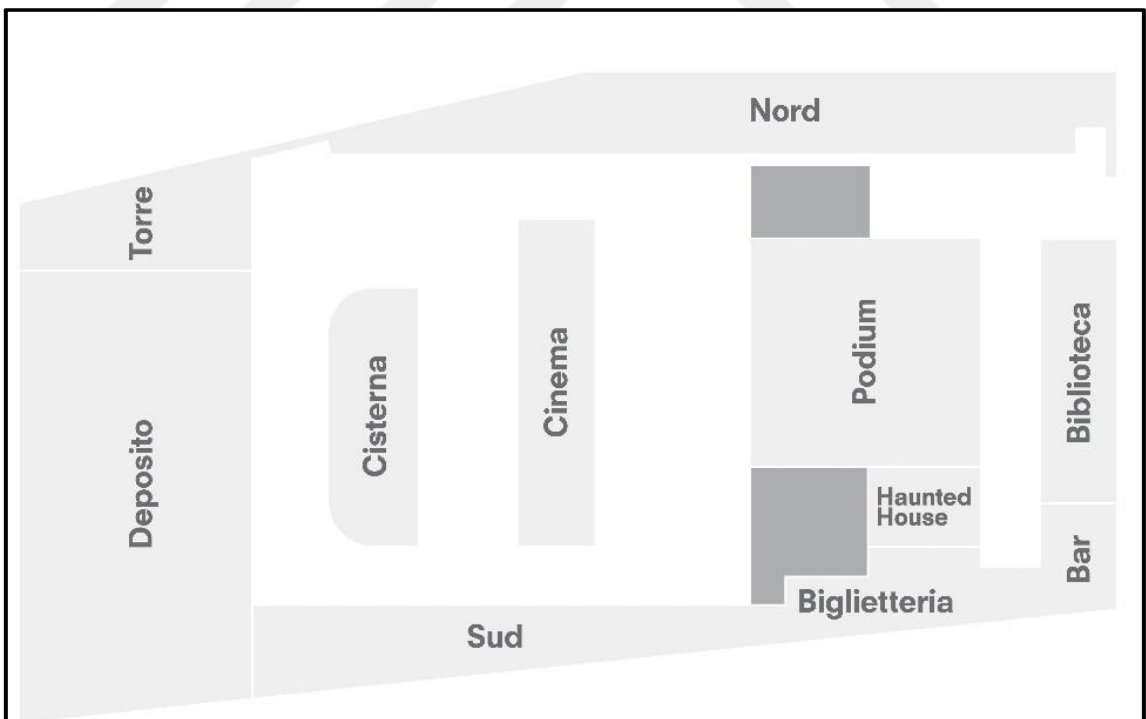 Nord
Torre
Podium
Biblioteca
Cinema
Cisterna
Deposito
Haunted
House
Bar
Biglietteria
Sud